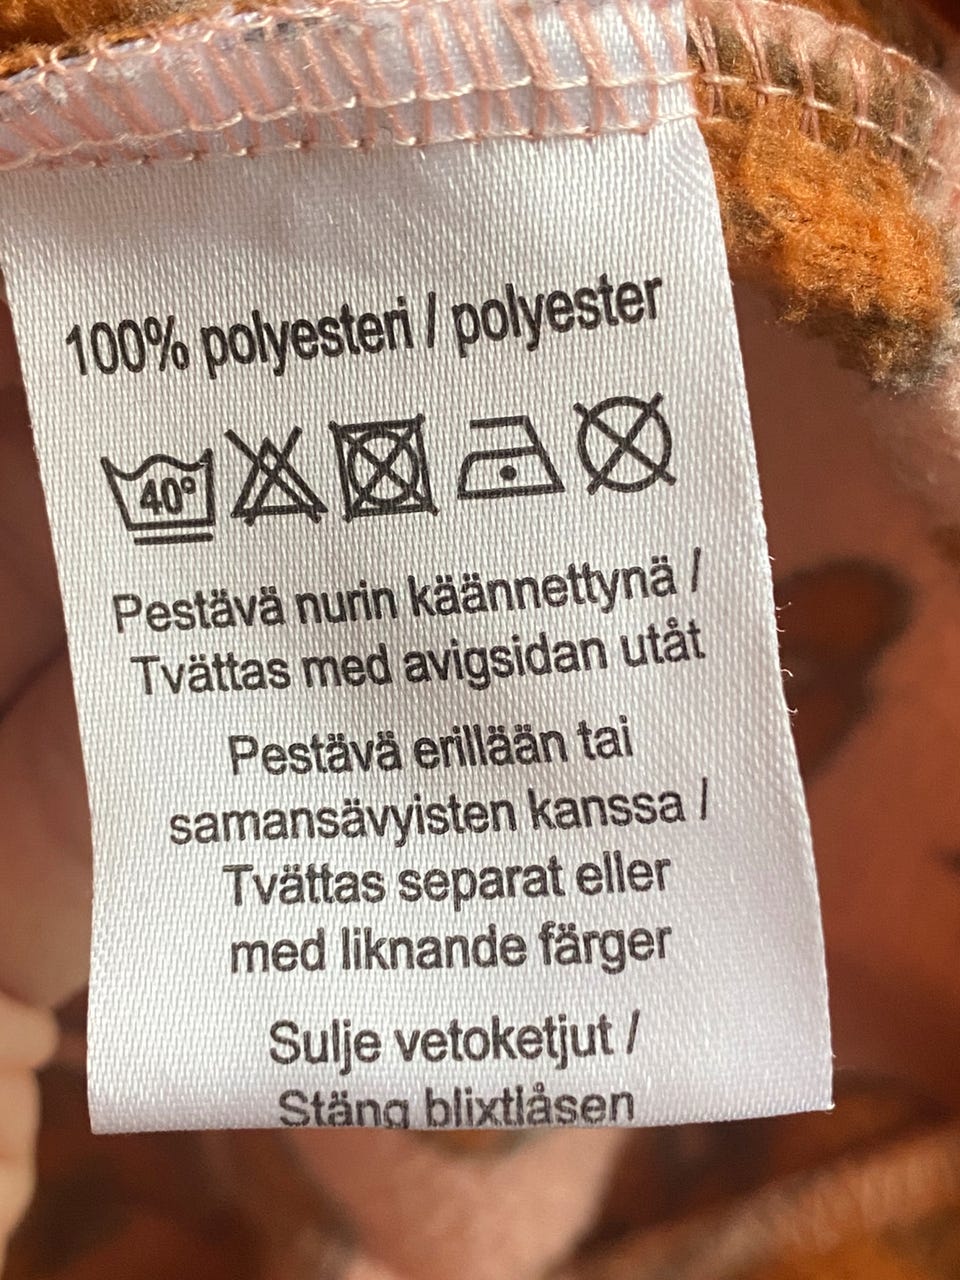 100% polyesteri / polyester
40°
Pestävä nurin käännettynä /
Tvättas med avigsidan utåt
Pestävä erillään tai
samansävyisten kanssa /
Tvättas separat eller
med liknande färger
Sulje vetoketjut /
Stäng blixtlåsen